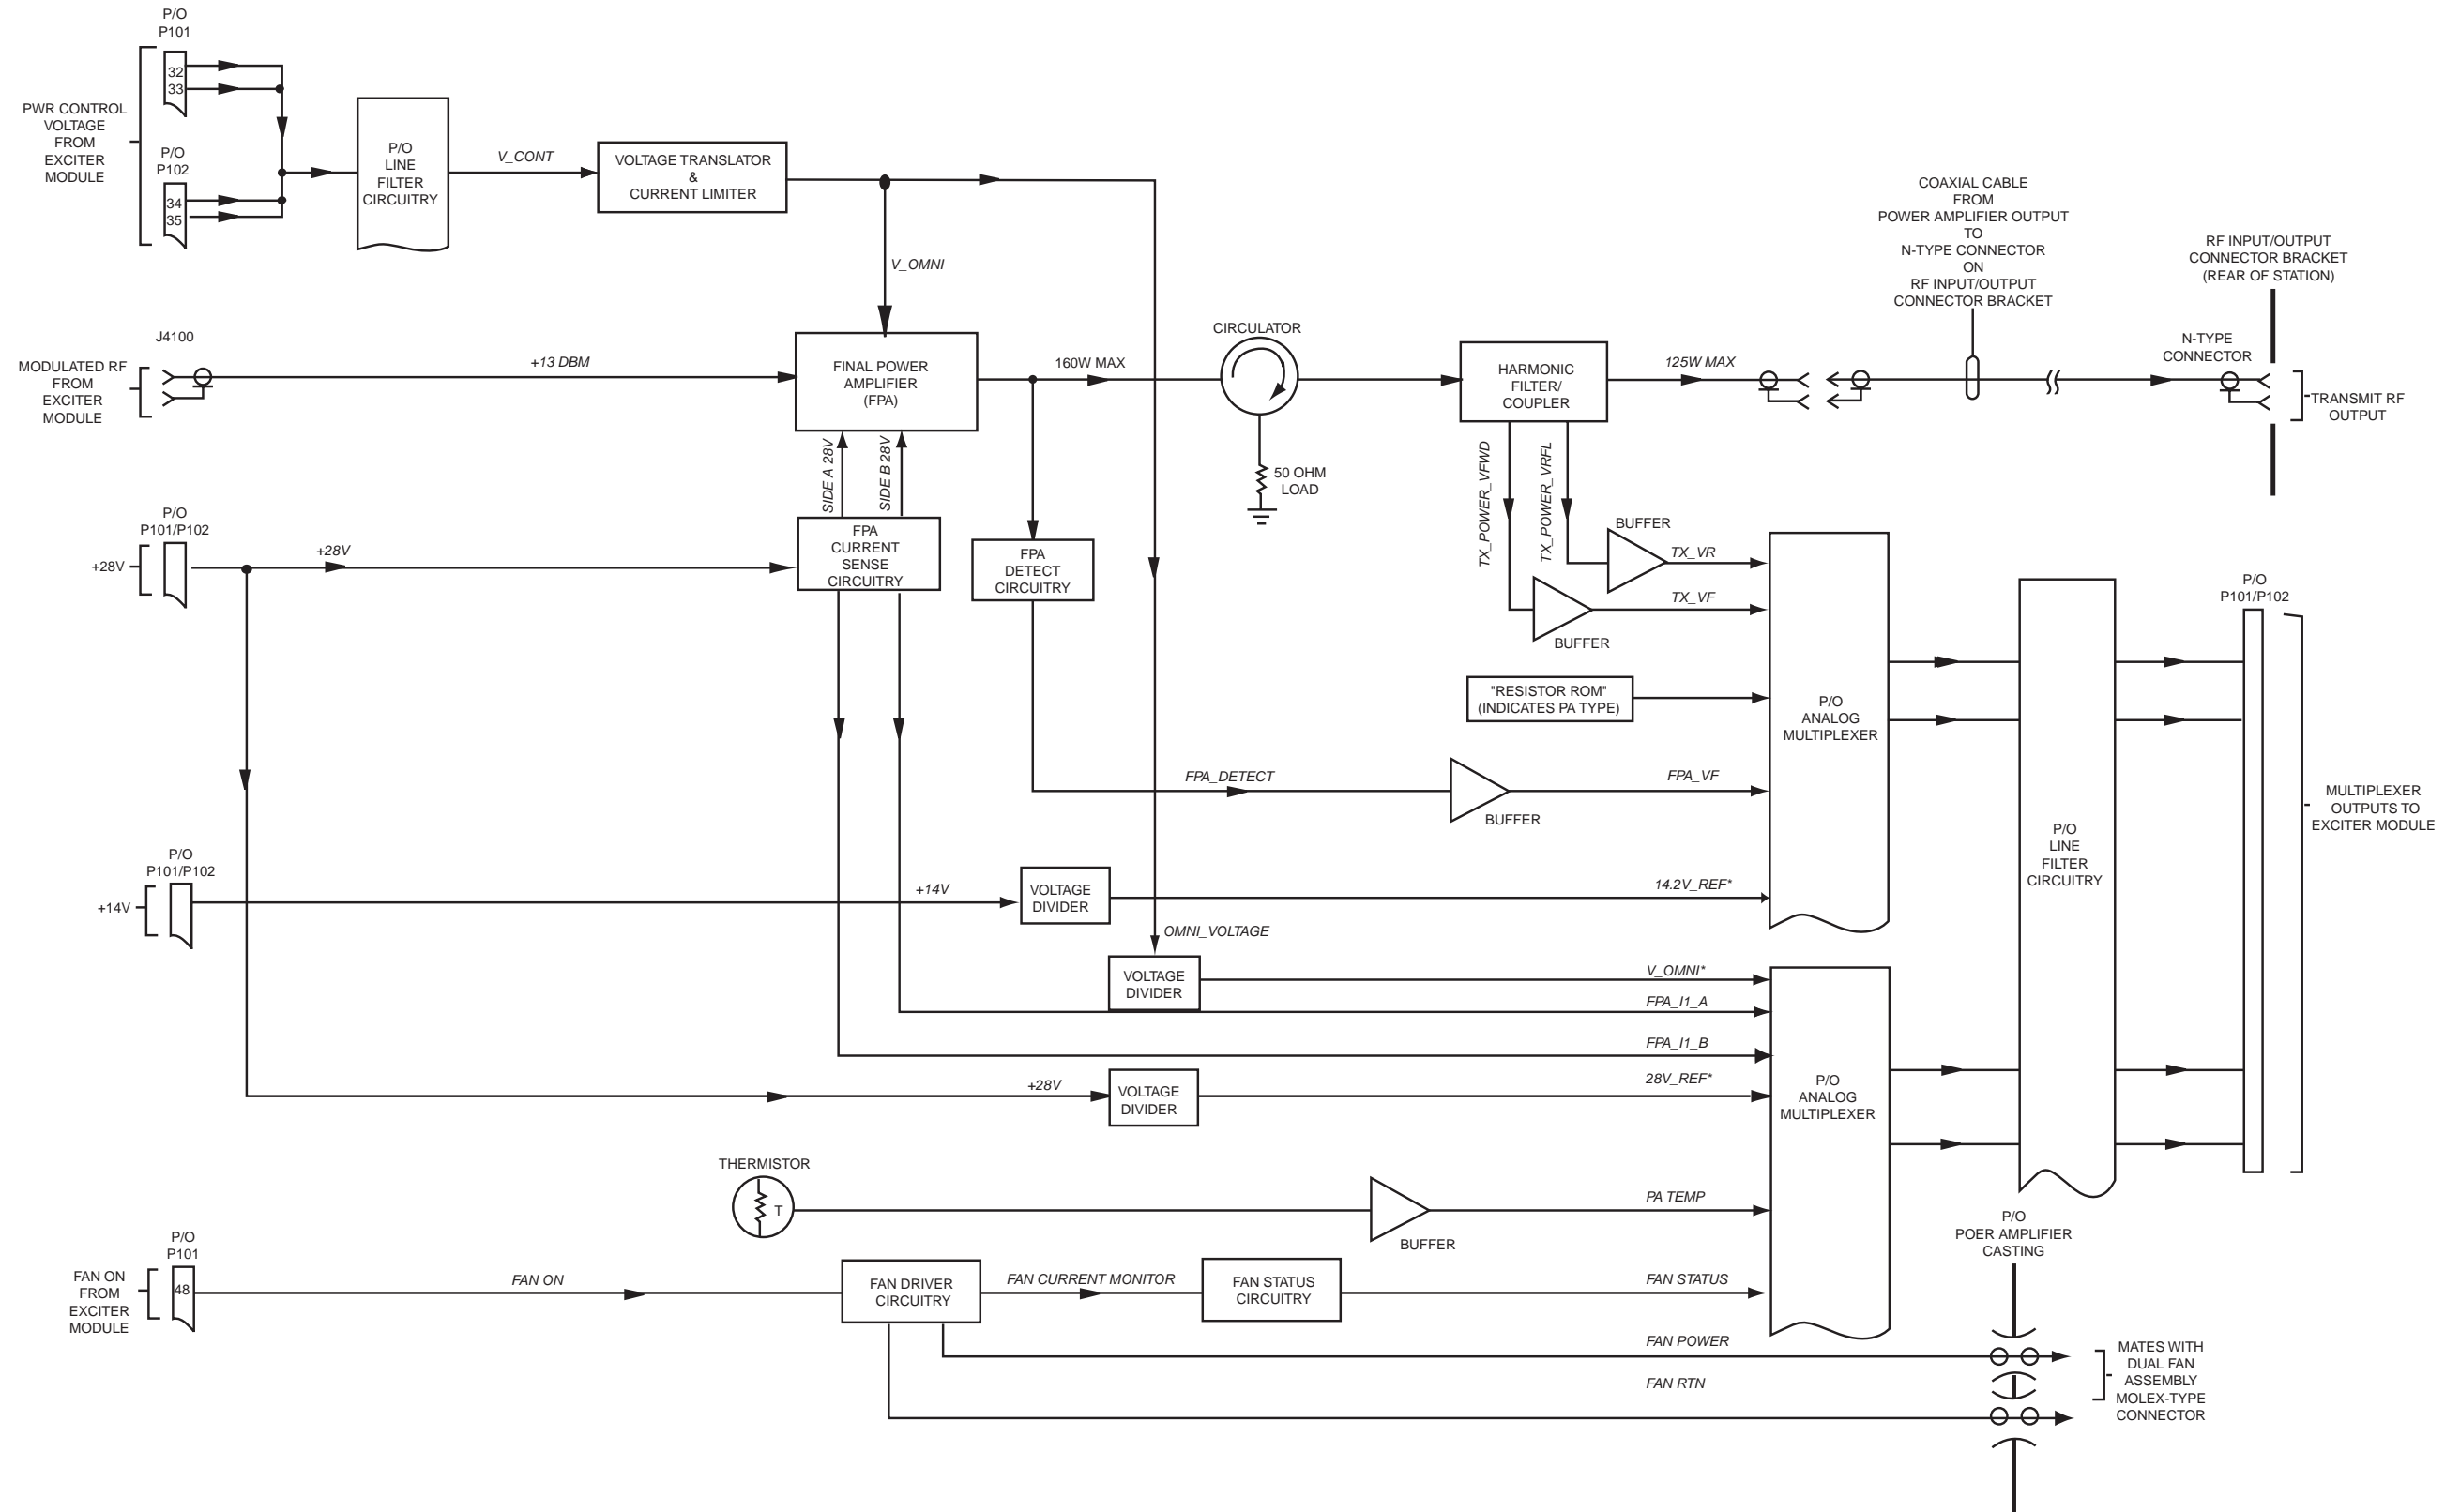 P/O
P101
32
33
PWR CONTROL
VOLTAGE
FROM
EXCITER
MODULE
P/O
P102
34
35
P/O
LINE
FILTER
CIRCUITRY
V_CONT
VOLTAGE TRANSLATOR
&
CURRENT LIMITER
V_OMNI
COAXIAL CABLE
FROM
POWER AMPLIFIER OUTPUT
TO
N-TYPE CONNECTOR
ON
RF INPUT/OUTPUT
CONNECTOR BRACKET
RF INPUT/OUTPUT
CONNECTOR BRACKET
(REAR OF STATION)
J4100
MODULATED RF
FROM
EXCITER
MODULE
+13 DBM
FINAL POWER
AMPLIFIER
(FPA)
160W MAX
CIRCULATOR
50 OHM
LOAD
HARMONIC
FILTER/
COUPLER
125W MAX
N-TYPE
CONNECTOR
TRANSMIT RF
OUTPUT
SIDE A 28V
SIDE B 28V
TX_POWER_VFWD
TX_POWER_VRFL
P/O
P101/P102
+28V
+28V
FPA
CURRENT
SENSE
CIRCUITRY
FPA
DETECT
CIRCUITRY
BUFFER
TX_VR
TX_VF
BUFFER
"RESISTOR ROM"
(INDICATES PA TYPE)
P/O
ANALOG
MULTIPLEXER
FPA_DETECT
BUFFER
FPA_VF
P/O
P101/P102
MULTIPLEXER
OUTPUTS TO
EXCITER MODULE
P/O
LINE
FILTER
CIRCUITRY
P/O
P101/P102
+14V
+14V
VOLTAGE
DIVIDER
14.2V_REF*
OMNI_VOLTAGE
VOLTAGE
DIVIDER
V_OMNI*
FPA_I1_A
FPA_I1_B
+28V
VOLTAGE
DIVIDER
28V_REF*
P/O
ANALOG
MULTIPLEXER
THERMISTOR
T
BUFFER
PA TEMP
P/O
P101
48
FAN ON
FROM
EXCITER
MODULE
FAN ON
FAN DRIVER
CIRCUITRY
FAN CURRENT MONITOR
FAN STATUS
CIRCUITRY
FAN STATUS
FAN POWER
FAN RTN
P/O
POER AMPLIFIER
CASTING
MATES WITH
DUAL FAN
ASSEMBLY
MOLEX-TYPE
CONNECTOR